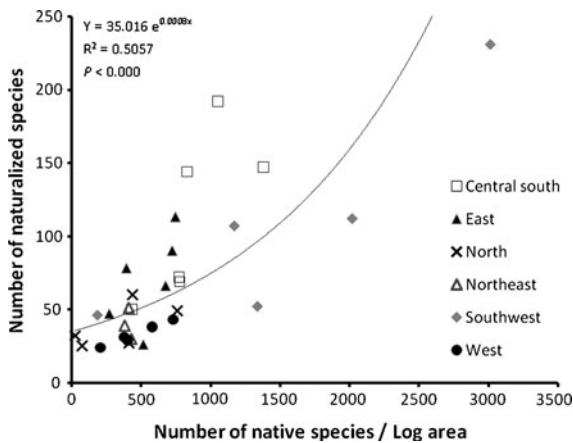 Y = 35.016 e^0.0008x
R² = 0.5057
P < 0.000
Number of naturalized species
250
200
150
100
50
0
Central south
East
North
Northeast
Southwest
West
0 500 1000 1500 2000 2500 3000 3500
Number of native species / Log area